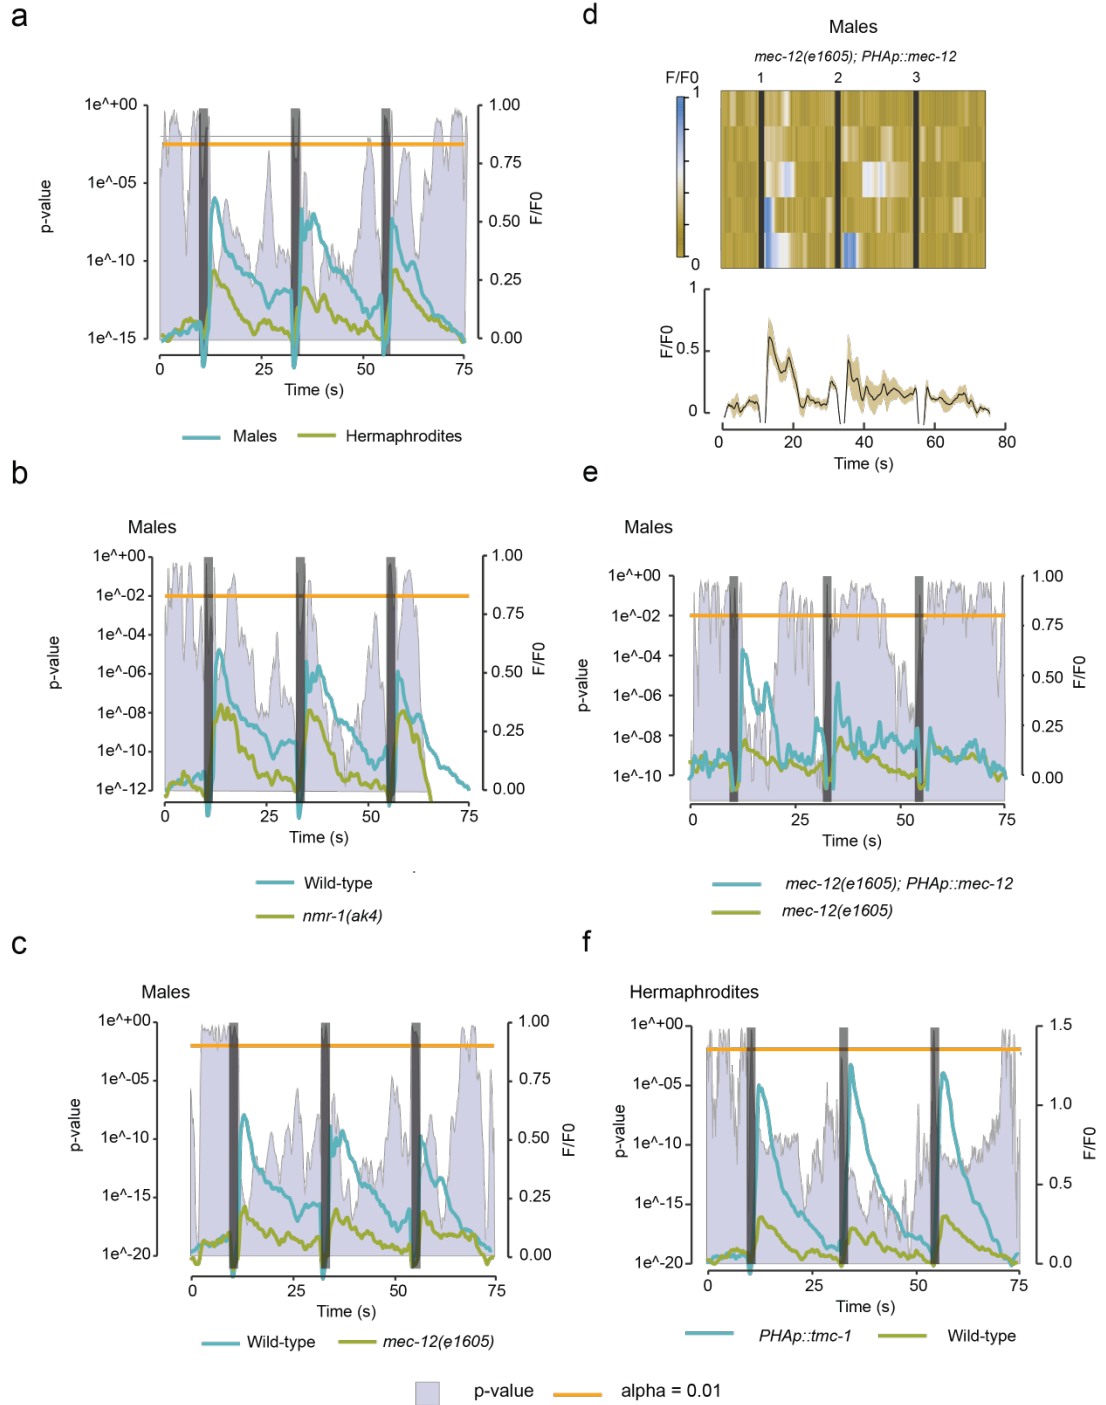 a
1e^+00
1e^-05
1e^-10
1e^-15
p-value
1.00
0.75
0.50
0.25
0.00
F/F0
0
25
50
75
Time (s)
Males
Hermaphrodites
b
Males
1e^+00
1e^-02
1e^-04
1e^-06
1e^-08
1e^-10
1e^-12
p-value
1.00
0.75
0.50
0.25
0.00
F/F0
0
25
50
75
Time (s)
Wild-type
nmr-1(ak4)
c
Males
1e^+00
1e^-05
1e^-10
1e^-15
1e^-20
p-value
1.00
0.75
0.50
0.25
0.00
F/F0
0
25
50
75
Time (s)
Wild-type
mec-12(e1605)
d
Males
mec-12(e1605); PHAp::mec-12
F/F0
1
2
3
1
0
1
0.5
0
F/F0
0
20
40
60
80
Time (s)
e
Males
1e^+00
1e^-02
1e^-04
1e^-06
1e^-08
1e^-10
p-value
1.00
0.75
0.50
0.25
0.00
F/F0
0
25
50
75
Time (s)
mec-12(e1605); PHAp::mec-12
mec-12(e1605)
f
Hermaphrodites
1e^+00
1e^-05
1e^-10
1e^-15
1e^-20
p-value
1.5
1.0
0.5
0.0
F/F0
0
25
50
75
Time (s)
PHAp::tmc-1
Wild-type
p-value
alpha = 0.01